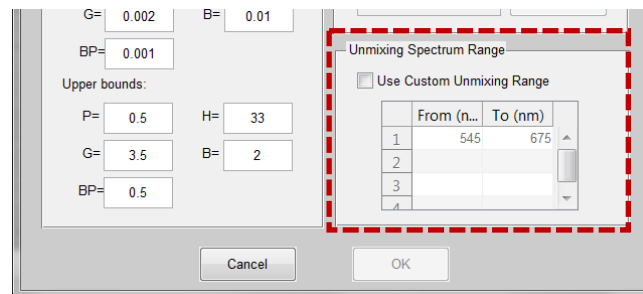 G= 0.002 B= 0.01
BP= 0.001
Upper bounds:
P= 0.5 H= 33
G= 3.5 B= 2
BP= 0.5
Unmixing Spectrum Range
Use Custom Unmixing Range
From (n... To (nm)
1 545 675
2
3
4
Cancel OK